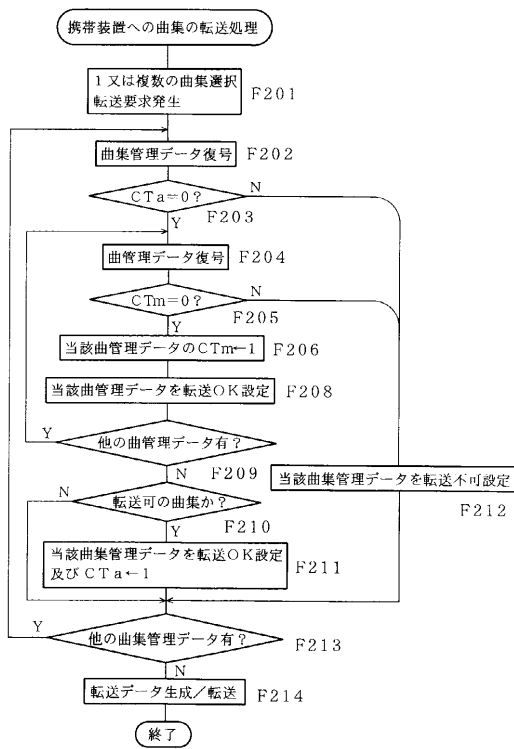 携帯装置への曲集の転送処理
1又は複数の曲集選択
転送要求発生
F201
曲集管理データ復号
F202
CTa=0?
N
F203
Y
曲管理データ復号
F204
CTm=0?
N
F205
Y
当該曲管理データのCTm←1
F206
当該曲管理データを転送OK設定
F208
Y
他の曲管理データ有?
N
F209
当該曲集管理データを転送不可設定
F212
N
転送可の曲集か?
F210
Y
当該曲集管理データを転送OK設定
及びCTa←1
F211
Y
他の曲集管理データ有?
F213
N
転送データ生成/転送
F214
終了